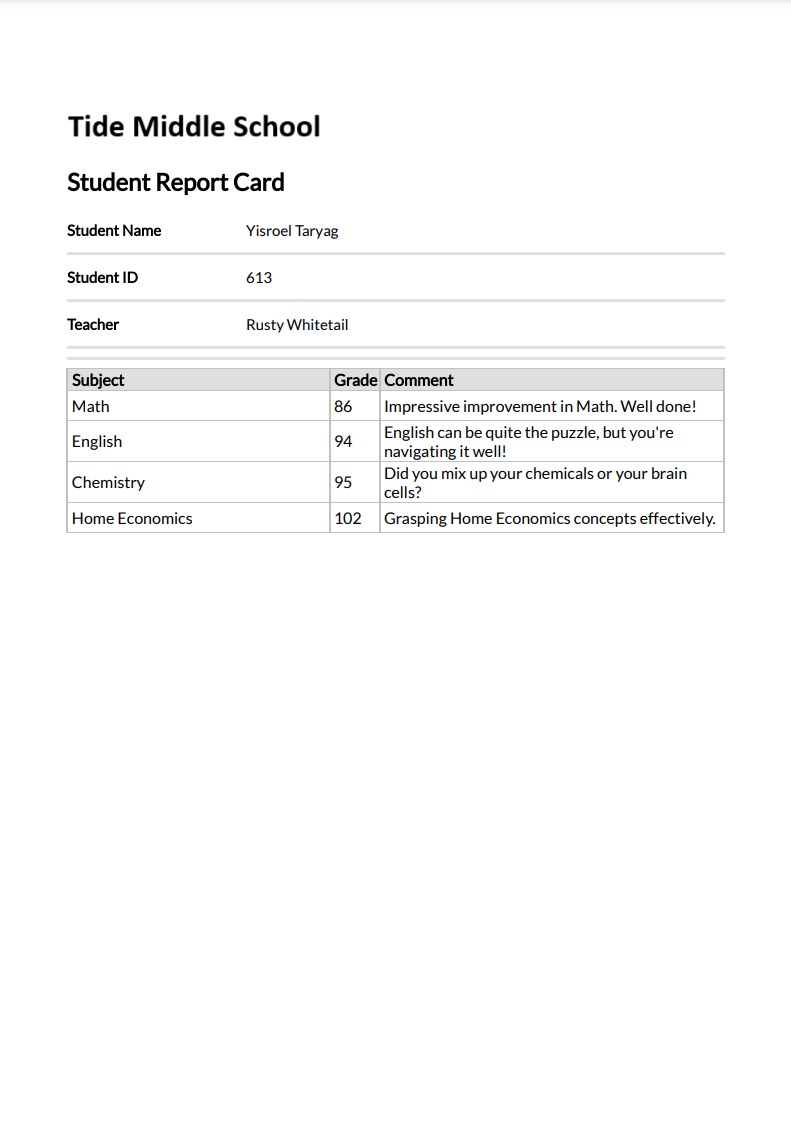 Tide Middle School
Student Report Card
Student Name Yisroel Taryag
Student ID 613
Teacher Rusty Whitetail
Subject Grade Comment
Math 86 Impressive improvement in Math. Well done!
English 94 English can be quite the puzzle, but you're
navigating it well!
Chemistry 95 Did you mix up your chemicals or your brain
cells?
Home Economics 102 Grasping Home Economics concepts effectively.